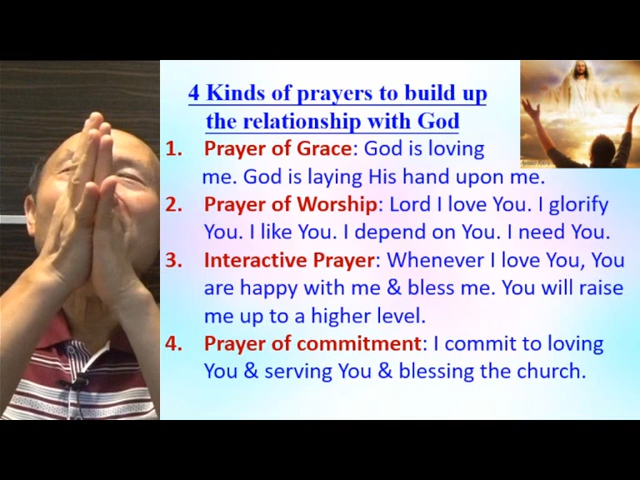 4 Kinds of prayers to build up
the relationship with God
1. Prayer of Grace: God is loving
me. God is laying His hand upon me.
2. Prayer of Worship: Lord I love You. I glorify
You. I like You. I depend on You. I need You.
3. Interactive Prayer: Whenever I love You, You
are happy with me & bless me. You will raise
me up to a higher level.
4. Prayer of commitment: I commit to loving
You & serving You & blessing the church.